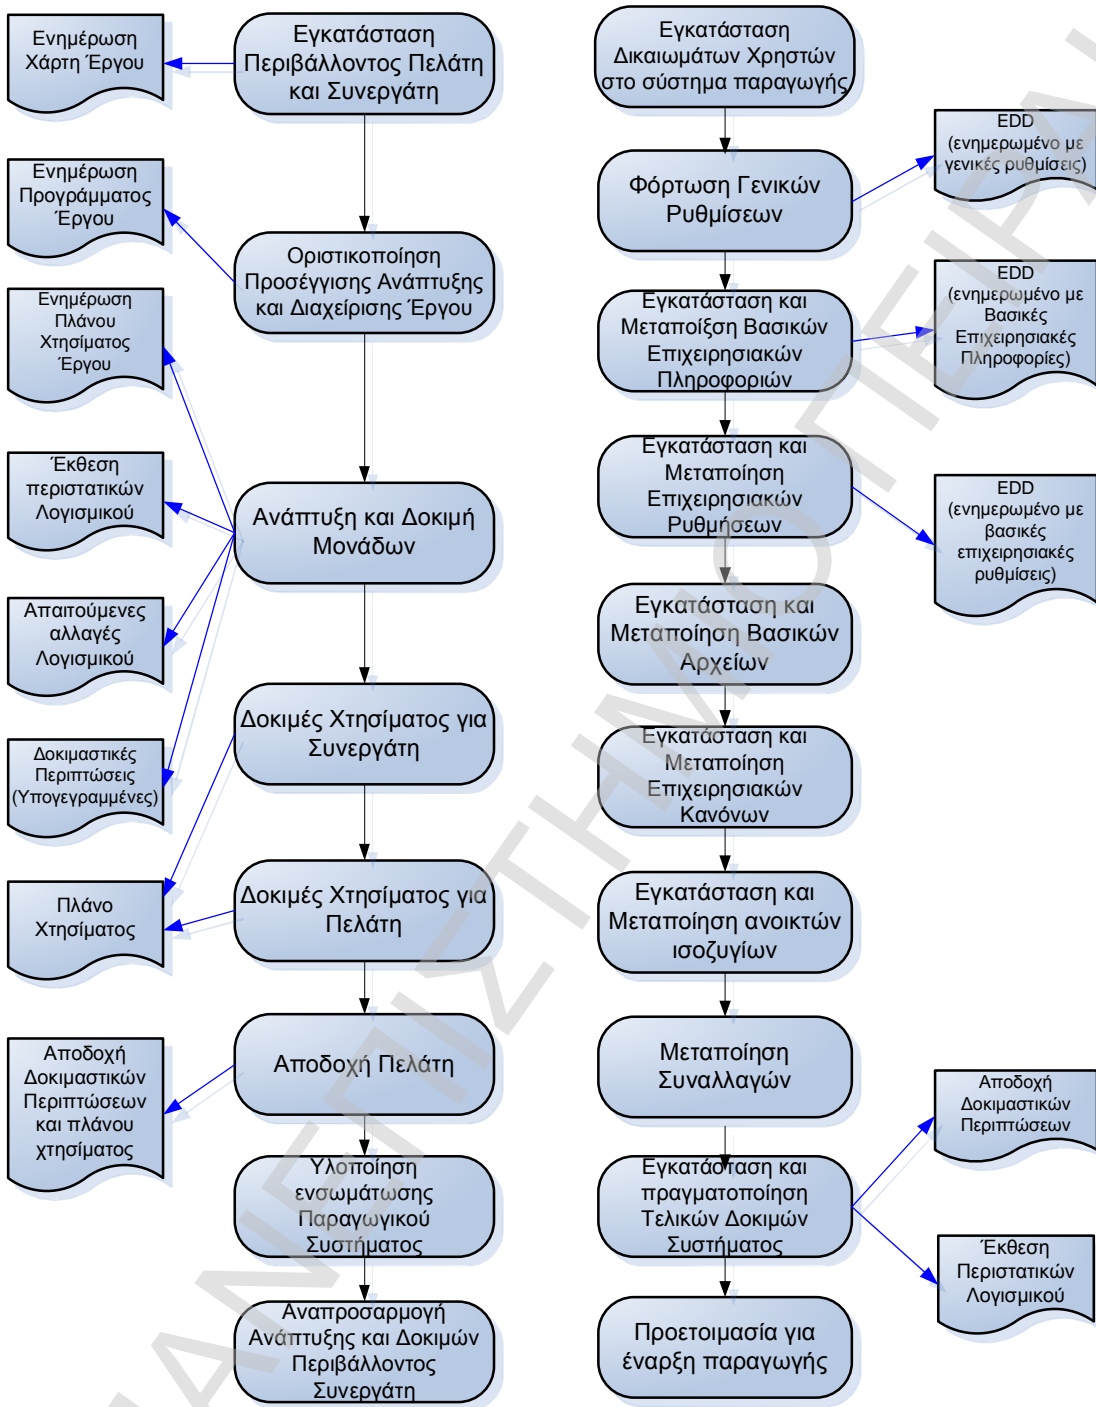 Ενημέρωση
Χάρτη Έργου
Εγκατάσταση
Περιβάλλοντος Πελάτη
και Συνεργάτη
Ενημέρωση
Προγράμματος
Έργου
Οριστικοποίηση
Προσέγγισης Ανάπτυξης
και Διαχείρισης Έργου
Ενημέρωση
Πλάνου
Χτησίματος
Έργου
Έκθεση
περιστατικών
Λογισμικού
Ανάπτυξη και Δοκιμή
Μονάδων
Απαιτούμενες
αλλαγές
Λογισμικού
Δοκιμές Χτησίματος για
Συνεργάτη
Δοκιμαστικές
Περιπτώσεις
(Υπογεγραμμένες)
Δοκιμές Χτησίματος για
Πελάτη
Πλάνο
Χτησίματος
Αποδοχή Πελάτη
Αποδοχή
Δοκιμαστικών
Περιπτώσεων
και πλάνου
χτησίματος
Υλοποίηση
ενσωμάτωσης
Παραγωγικού
Συστήματος
Αναπροσαρμογή
Ανάπτυξης και Δοκιμών
Περιβάλλοντος
Συνεργάτη
Εγκατάσταση
Δικαιωμάτων Χρηστών
στο σύστημα παραγωγής
Φόρτωση Γενικών
Ρυθμίσεων
EDD
(ενημερωμένο με
γενικές ρυθμίσεις)
Εγκατάσταση και
Μεταποίξση Βασικών
Επιχειρησιακών
Πληροφοριών
EDD
(ενημερωμένο με
Βασικές
Επιχειρησιακές
Πληροφορίες)
Εγκατάσταση και
Μεταποίηση
Επιχειρησιακών
Ρυθμήσεων
EDD
(ενημερωμένο με
βασικές
επιχειρησιακές
ρυθμίσεις)
Εγκατάσταση και
Μεταποίηση Βασικών
Αρχείων
Εγκατάσταση και
Μεταποίηση
Επιχειρησιακών
Κανόνων
Εγκατάσταση και
Μεταποίηση ανοικτών
ισοζυγίων
Μεταποίηση
Συναλλαγών
Αποδοχή
Δοκιμαστικών
Περιπτώσεων
Εγκατάσταση και
πραγματοποίηση
Τελικών Δοκιμών
Συστήματος
Έκθεση
Περιστατικών
Λογισμικού
Προετοιμασία για
έναρξη παραγωγής
ΠΑΝΕΠΙΣΤΗΜΙΟ ΠΕΙΡΑΙ